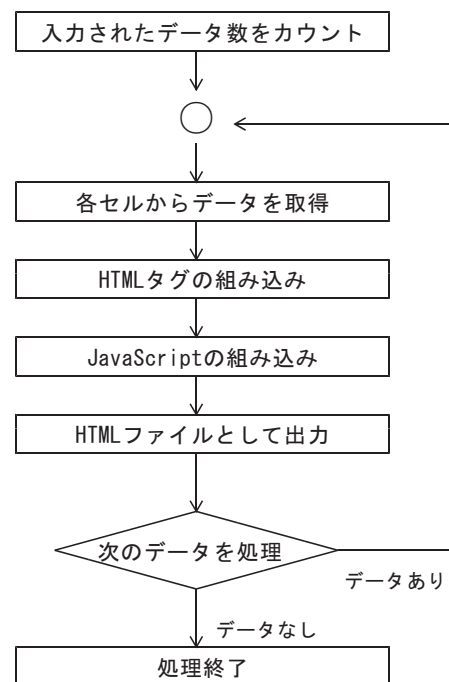 入力されたデータ数をカウント
各セルからデータを取得
HTMLタグの組み込み
JavaScriptの組み込み
HTMLファイルとして出力
次のデータを処理
データあり
データなし
処理終了